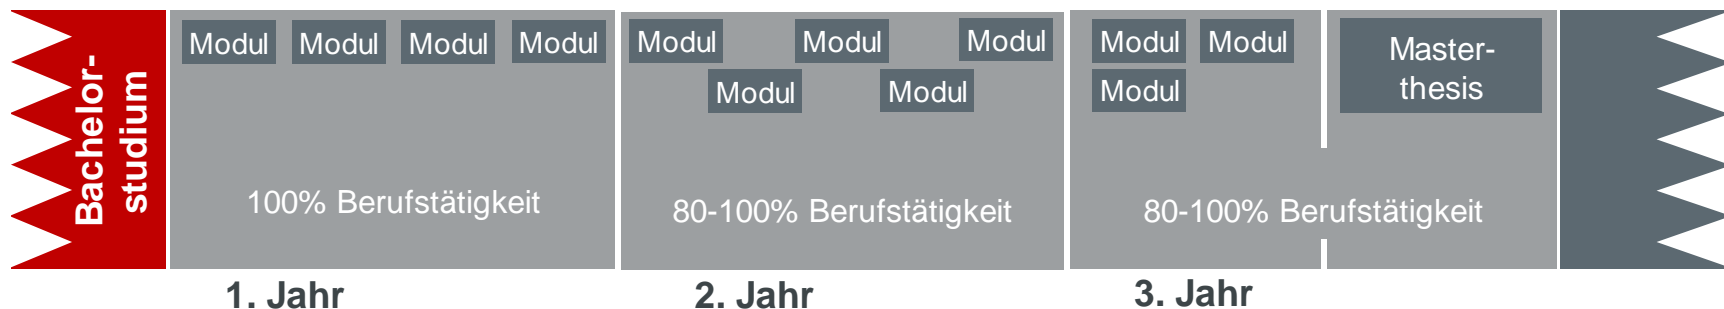 Bachelor-
studium
Modul Modul Modul Modul
100% Berufstätigkeit
1. Jahr
Modul Modul Modul
Modul Modul
80-100% Berufstätigkeit
2. Jahr
Modul Modul
Modul
Master-
thesis
80-100% Berufstätigkeit
3. Jahr